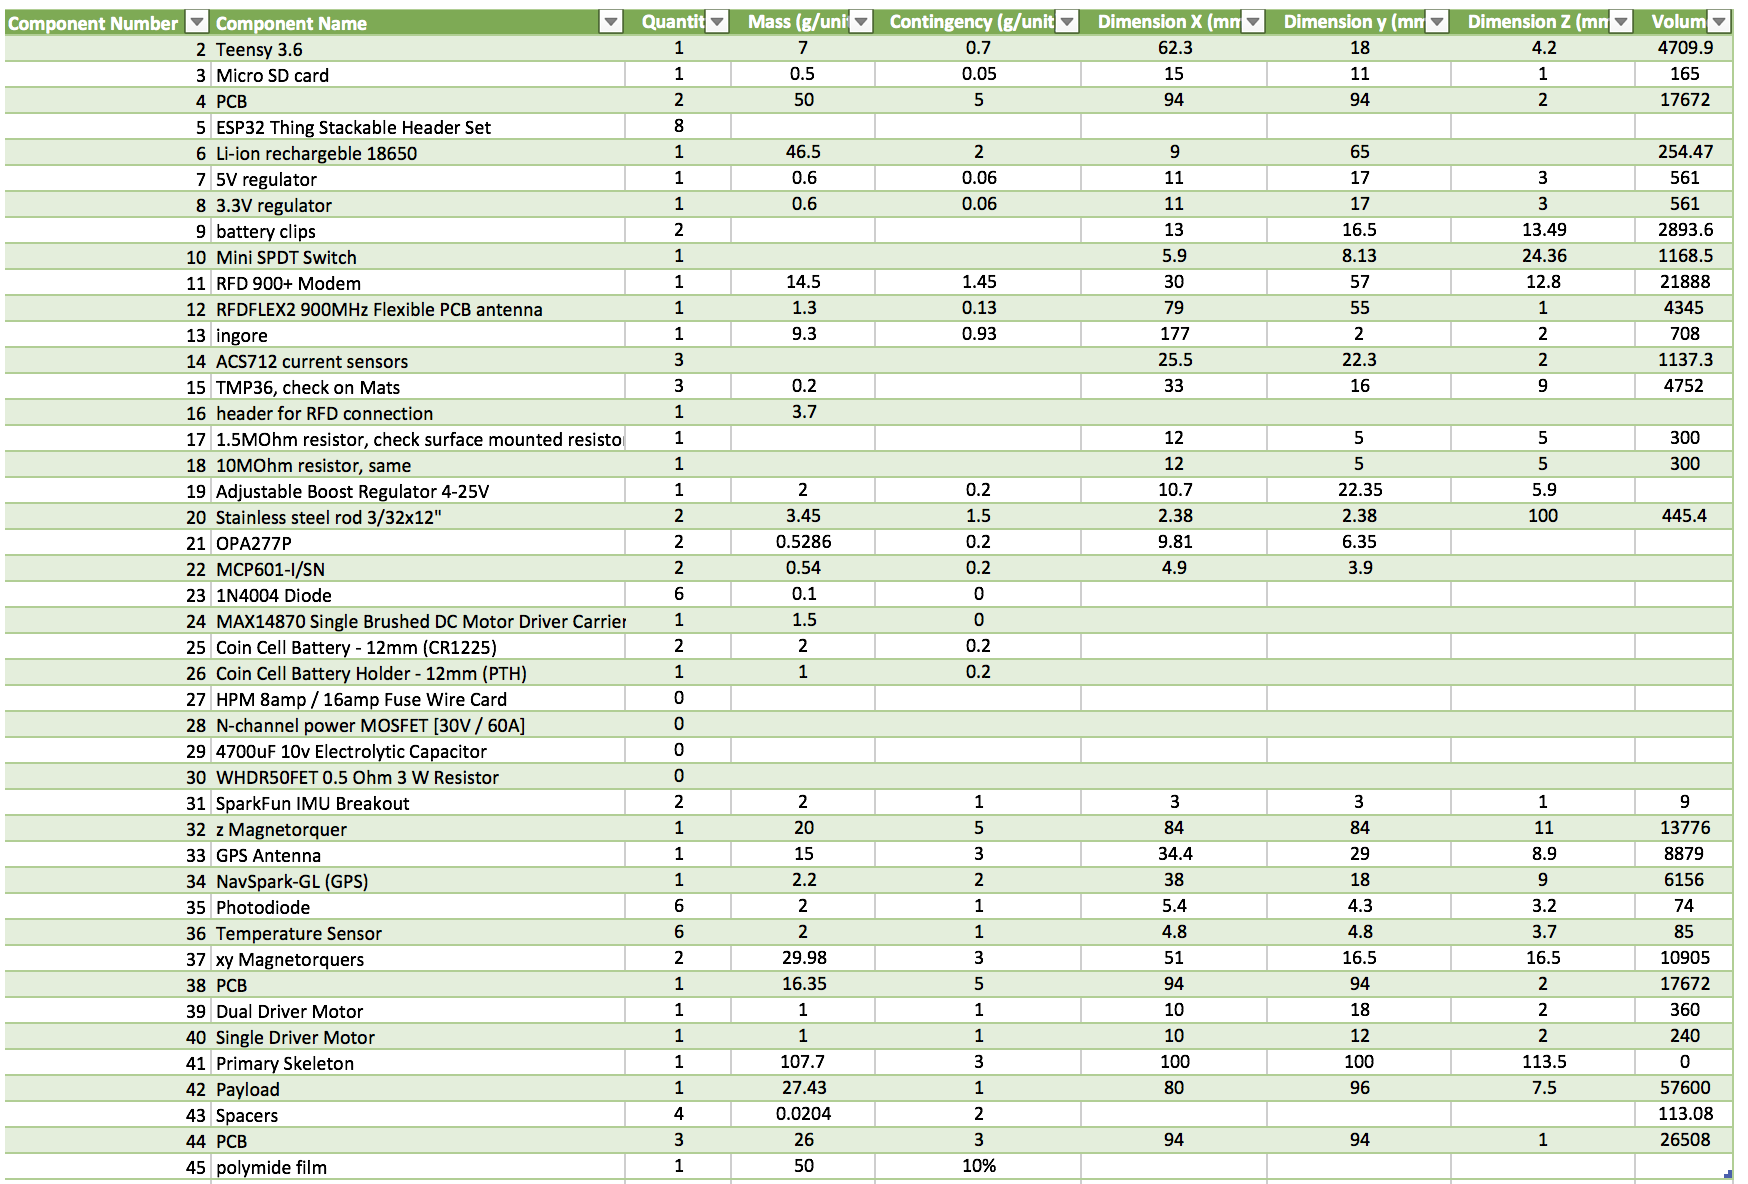 Component Number Component Name Quantit Mass (g/uni Contingency (g/unit Dimension X (mm Dimension y (mm Dimension Z (mm Volum
2 Teensy 3.6 1 7 0.7 62.3 18 4.2 4709.9
3 Micro SD card 1 0.5 0.05 15 11 1 165
4 PCB 2 50 5 94 94 2 17672
5 ESP32 Thing Stackable Header Set 8
6 Li-ion rechargeble 18650 1 46.5 2 9 65 254.47
7 5V regulator 1 0.6 0.06 11 17 3 561
8 3.3V regulator 1 0.6 0.06 11 17 3 561
9 battery clips 2 13 16.5 13.49 2893.6
10 Mini SPDT Switch 1 5.9 8.13 24.36 1168.5
11 RFD 900+ Modem 1 14.5 1.45 30 57 12.8 21888
12 RFDFLEX2 900MHz Flexible PCB antenna 1 1.3 0.13 79 55 1 4345
13 ingore 1 9.3 0.93 177 2 2 708
14 ACS712 current sensors 3 25.5 22.3 2 1137.3
15 TMP36, check on Mats 3 0.2 33 16 9 4752
16 header for RFD connection 1 3.7
17 1.5MOhm resistor, check surface mounted resisto 1 12 5 5 300
18 10MOhm resistor, same 1 12 5 5 300
19 Adjustable Boost Regulator 4-25V 1 2 0.2 10.7 22.35 5.9
20 Stainless steel rod 3/32x12" 2 3.45 1.5 2.38 2.38 100 445.4
21 OPA277P 2 0.5286 0.2 9.81 6.35
22 MCP601-I/SN 2 0.54 0.2 4.9 3.9
23 1N4004 Diode 6 0.1 0
24 MAX14870 Single Brushed DC Motor Driver Carrier 1 1.5 0
25 Coin Cell Battery - 12mm (CR1225) 2 2 0.2
26 Coin Cell Battery Holder - 12mm (PTH) 1 1 0.2
27 HPM 8amp / 16amp Fuse Wire Card 0
28 N-channel power MOSFET [30V / 60A] 0
29 4700uF 10v Electrolytic Capacitor 0
30 WHDR50FET 0.5 Ohm 3 W Resistor 0
31 SparkFun IMU Breakout 2 2 1 3 3 1 9
32 z Magnetorquer 1 20 5 84 84 11 13776
33 GPS Antenna 1 15 3 34.4 29 8.9 8879
34 NavSpark-GL (GPS) 1 2.2 2 38 18 9 6156
35 Photodiode 6 2 1 5.4 4.3 3.2 74
36 Temperature Sensor 6 2 1 4.8 4.8 3.7 85
37 xy Magnetorquers 2 29.98 3 51 16.5 16.5 10905
38 PCB 1 16.35 5 94 94 2 17672
39 Dual Driver Motor 1 1 1 10 18 2 360
40 Single Driver Motor 1 1 1 10 12 2 240
41 Primary Skeleton 1 107.7 3 100 100 113.5 0
42 Payload 1 27.43 1 80 96 7.5 57600
43 Spacers 4 0.0204 2 113.08
44 PCB 3 26 3 94 94 1 26508
45 polymide film 1 50 10%